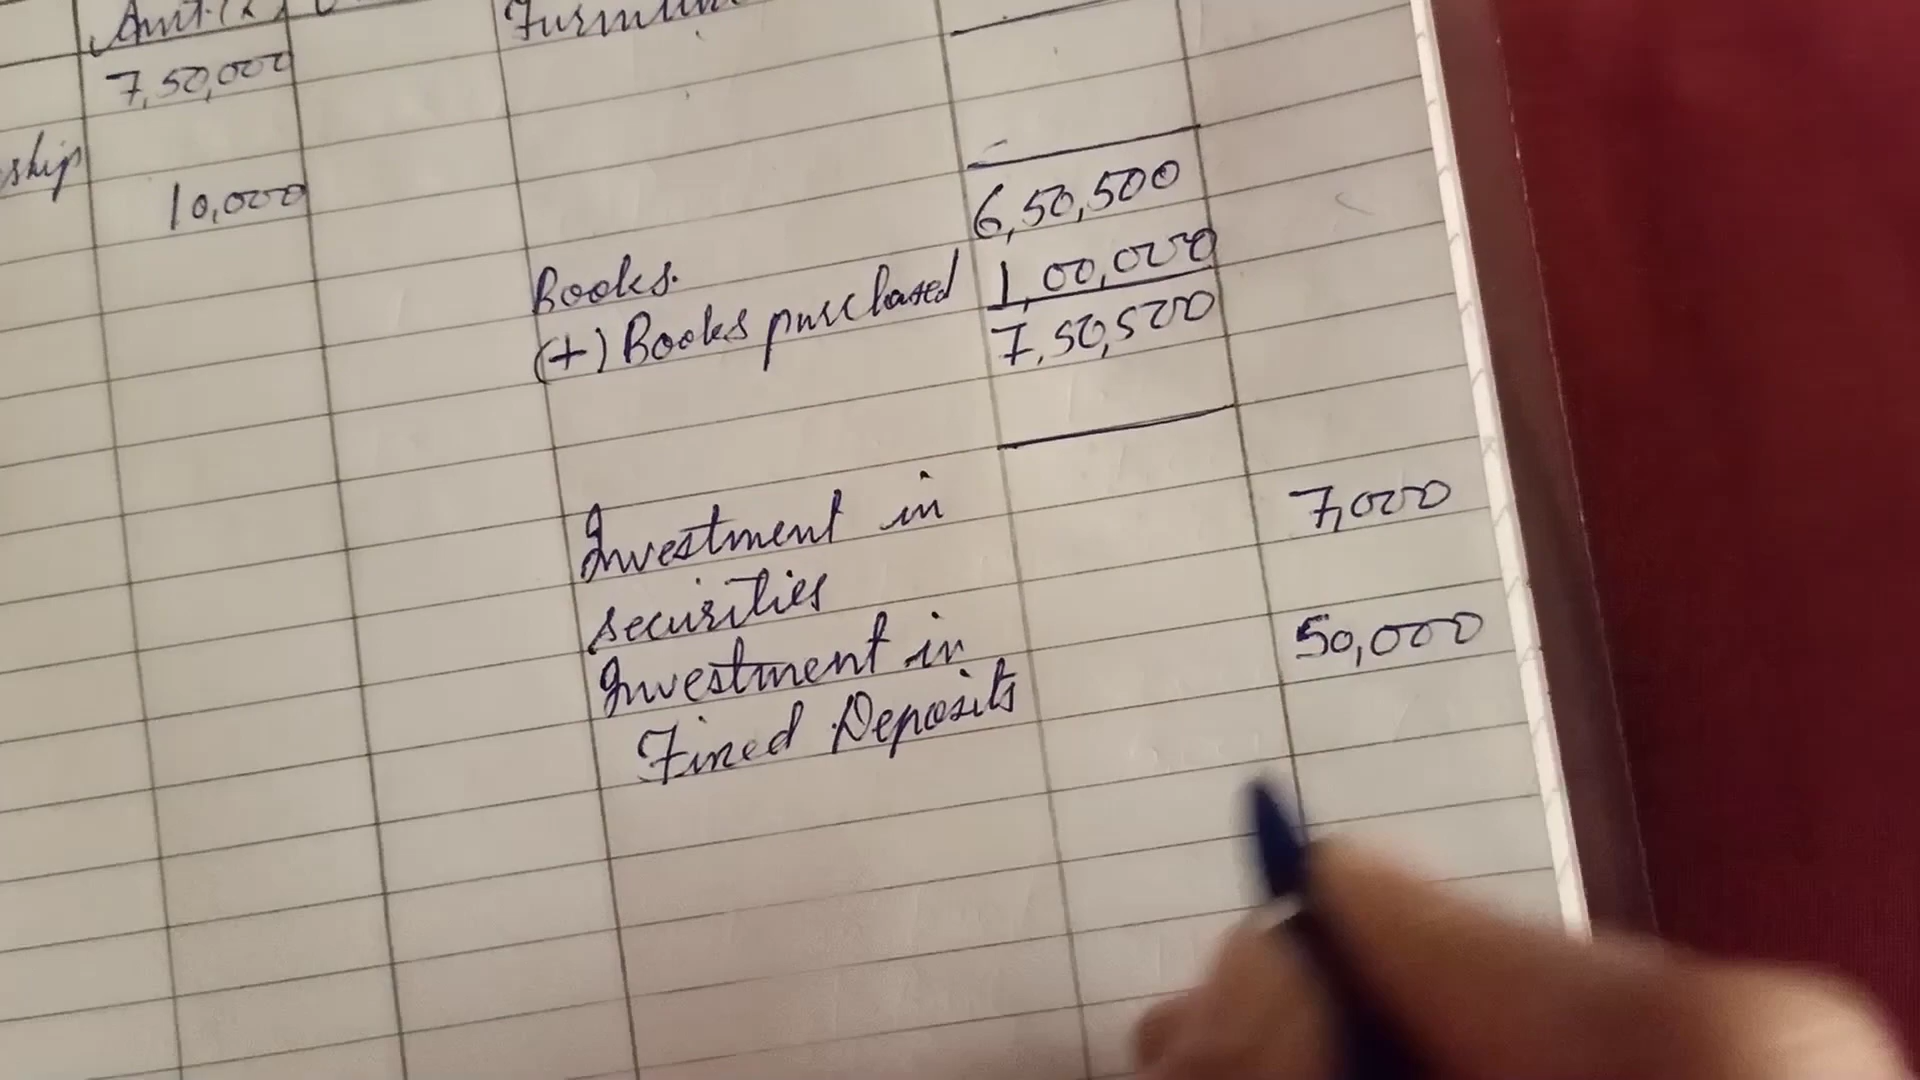 Amt.(₹)
7,50,000
ship
10,000
6,50,500
Books.
(+) Books purchased 1,00,000
7,50,500
Investment in 7,000
securities
Investment in 50,000
Fixed Deposits